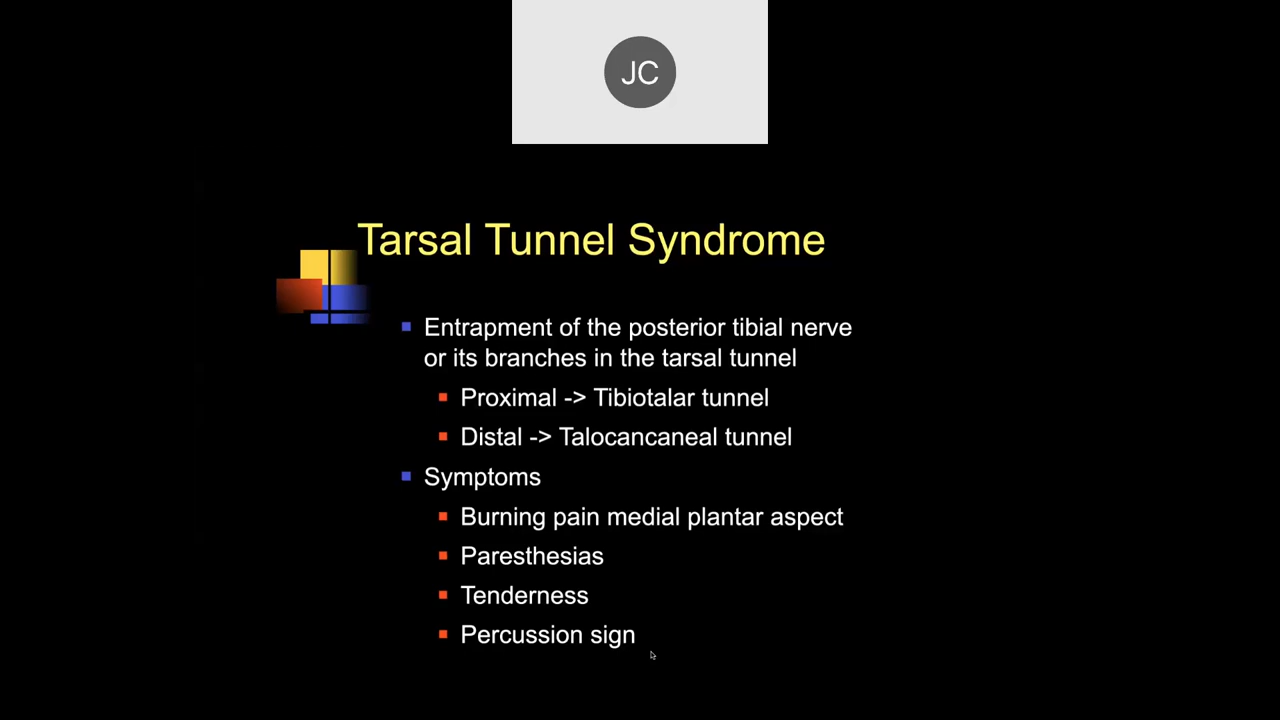 JC
Tarsal Tunnel Syndrome
Entrapment of the posterior tibial nerve
or its branches in the tarsal tunnel
Proximal -> Tibiotalar tunnel
Distal -> Talocancaneal tunnel
Symptoms
Burning pain medial plantar aspect
Paresthesias
Tenderness
Percussion sign